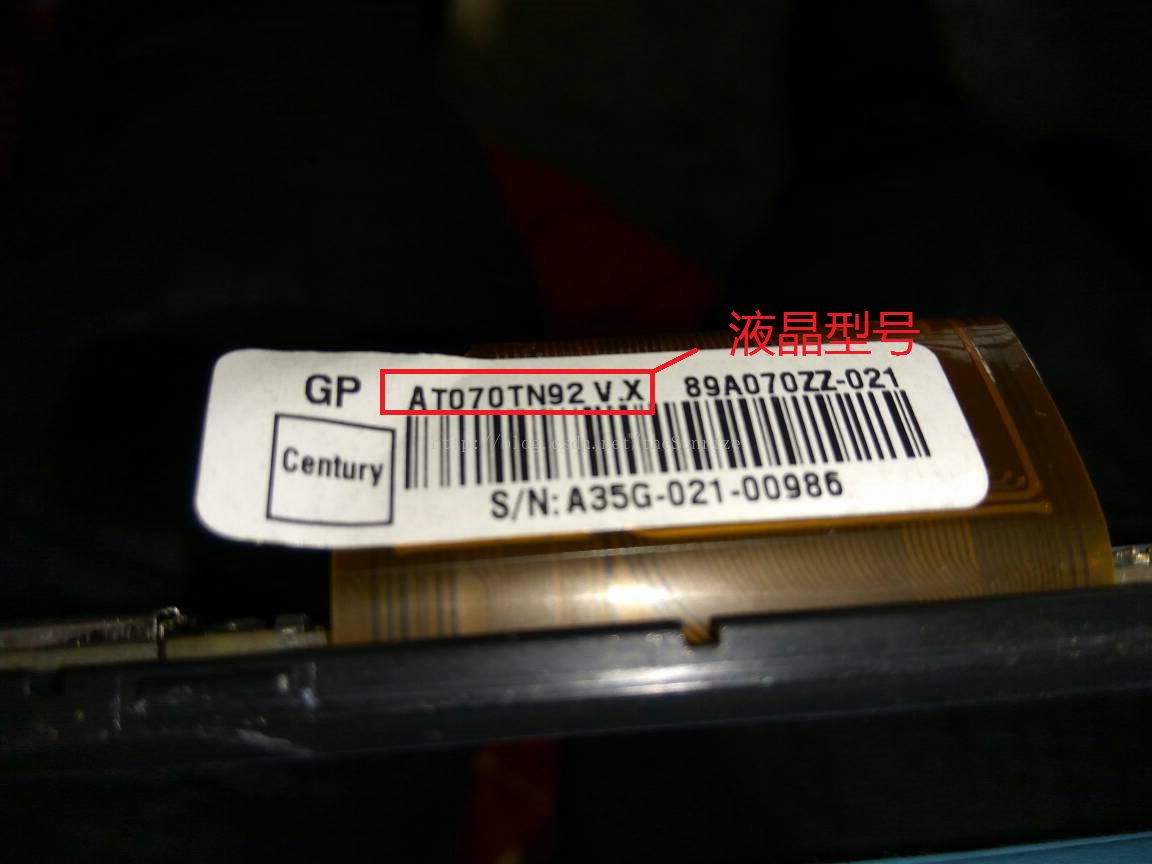 液晶型号
GP AT070TN92 V.X 89A070ZZ-021
Century
S/N: A35G-021-00986